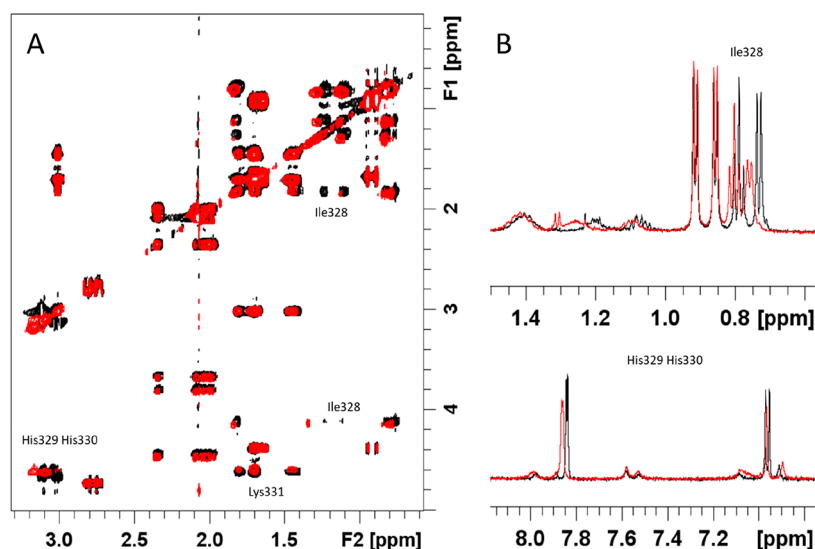 A
F1 [ppm]
2
3
4
Ile328
Ile328
His329 His330
Lys331
3.0 2.5 2.0 1.5 F2 [ppm]
B
Ile328
1.4 1.2 1.0 0.8 [ppm]
His329 His330
8.0 7.8 7.6 7.4 7.2 [ppm]